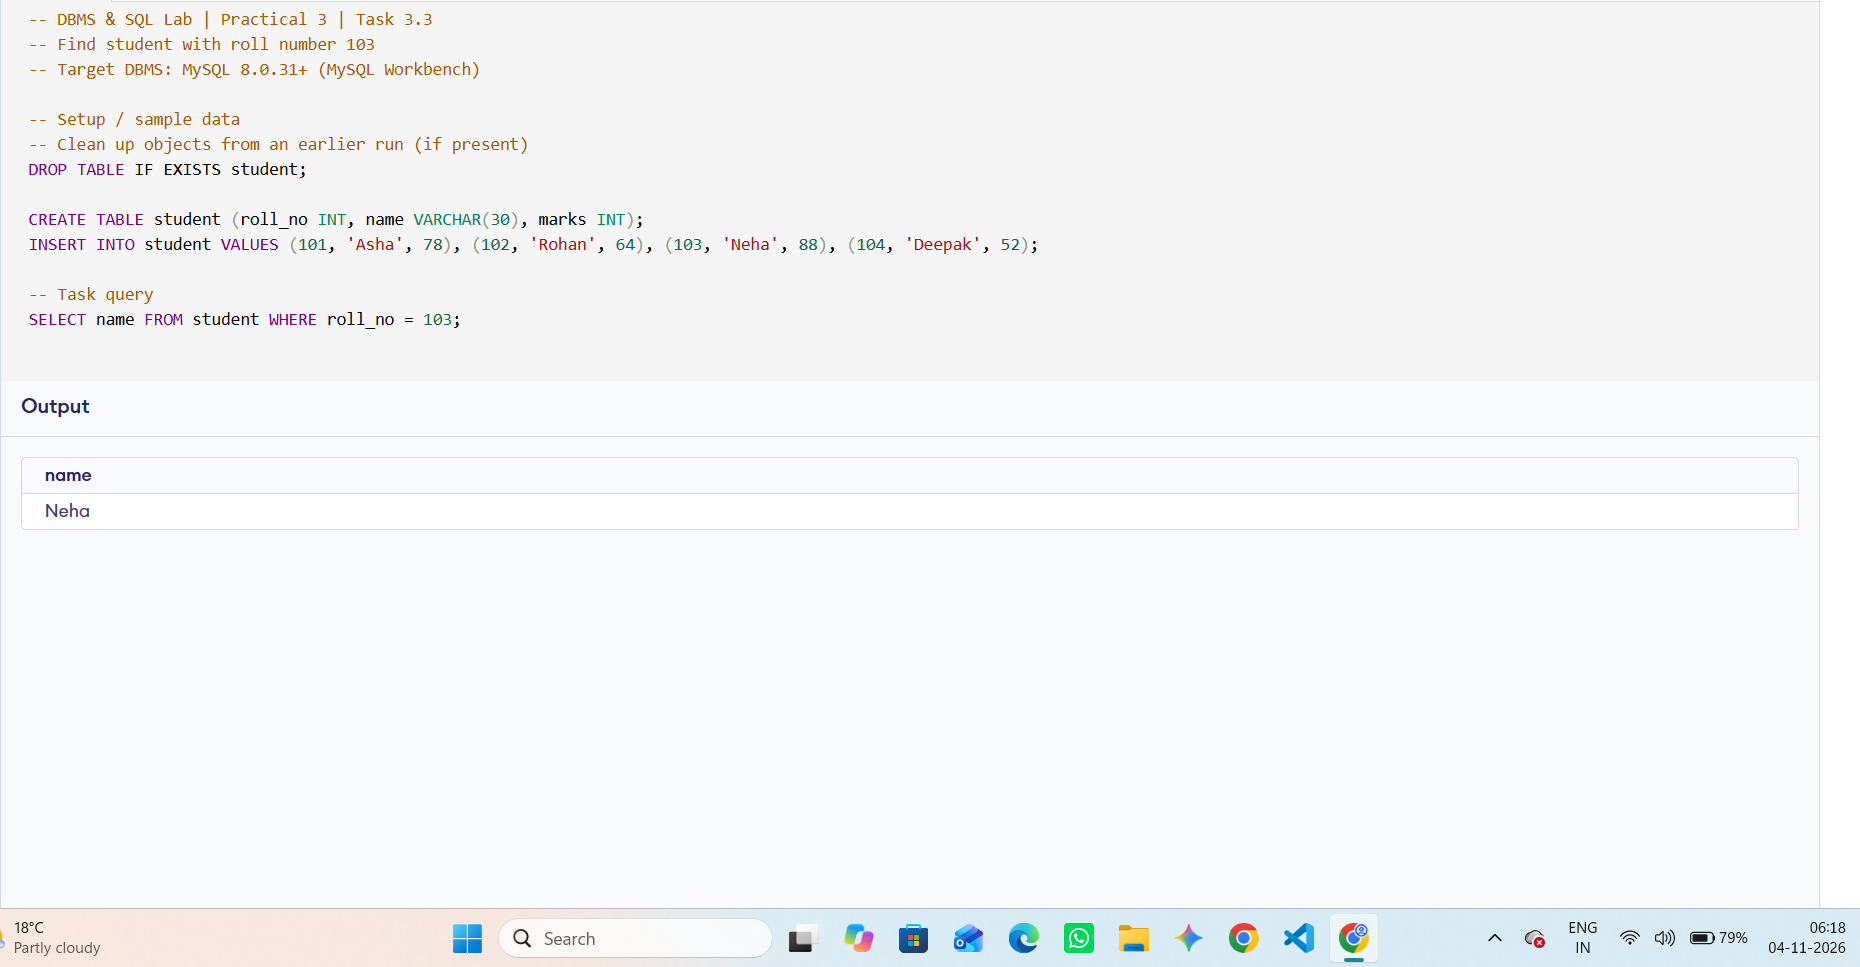 -- DBMS & SQL Lab | Practical 3 | Task 3.3
-- Find student with roll number 103
-- Target DBMS: MySQL 8.0.31+ (MySQL Workbench)
-- Setup / sample data
-- Clean up objects from an earlier run (if present)
DROP TABLE IF EXISTS student;
CREATE TABLE student (roll_no INT, name VARCHAR(30), marks INT);
INSERT INTO student VALUES (101, 'Asha', 78), (102, 'Rohan', 64), (103, 'Neha', 88), (104, 'Deepak', 52);
-- Task query
SELECT name FROM student WHERE roll_no = 103;
Output
name
Neha
18°C
Partly cloudy
Search
ENG
IN
79%
06:18
04-11-2026